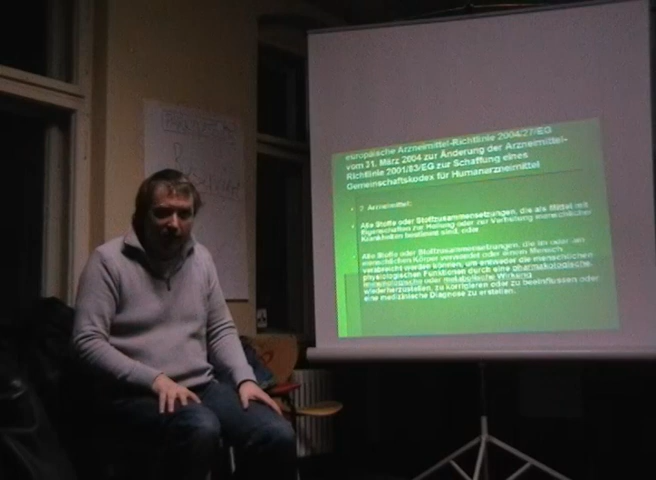 europäische Arzneimittel-Richtlinie 2004/27/EG
vom 31. März 2004 zur Änderung der Arzneimittel-
Richtlinie 2001/83/EG zur Schaffung eines
Gemeinschaftskodex für Humanarzneimittel
2. Arzneimittel:
Alle Stoffe oder Stoffzusammensetzungen, die als Mittel mit
Eigenschaften zur Heilung oder zur Verhütung menschlicher
Krankheiten bestimmt sind, oder
Alle Stoffe oder Stoffzusammensetzungen, die im oder am
menschlichen Körper verwendet oder einem Menschen
verabreicht werden können, um entweder die menschlichen
physiologischen Funktionen durch eine pharmakologische,
immunologische oder metabolische Wirkung
wiederherzustellen, zu korrigieren oder zu beeinflussen oder
eine medizinische Diagnose zu erstellen.